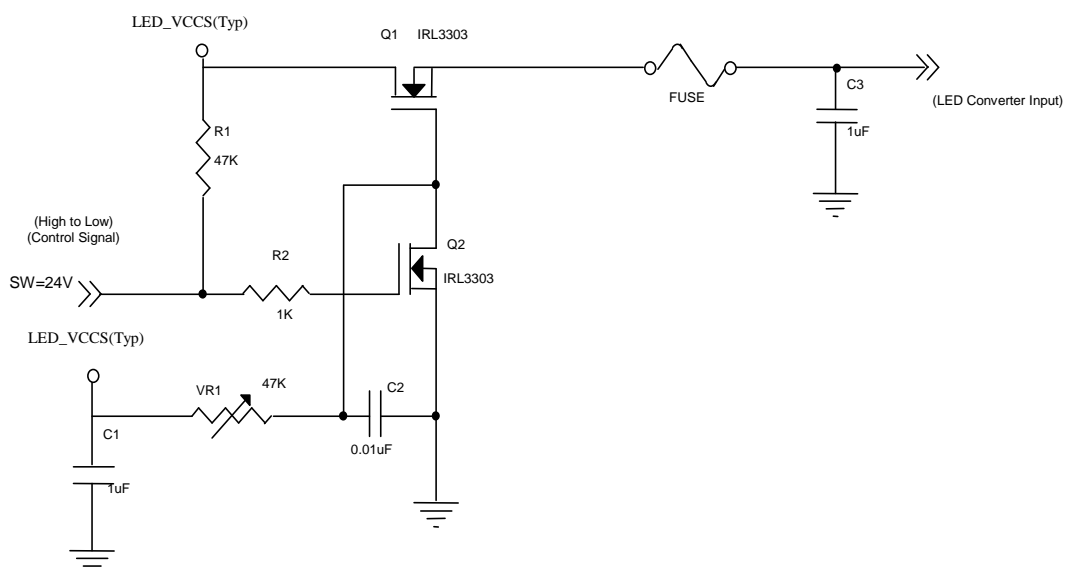 LED_VCCS(Typ)
Q1 IRL3303
FUSE
C3
(LED Converter Input)
R1
47K
1uF
(High to Low)
(Control Signal)
R2
Q2
SW=24V
IRL3303
1K
LED_VCCS(Typ)
VR1
47K
C2
C1
0.01uF
1uF